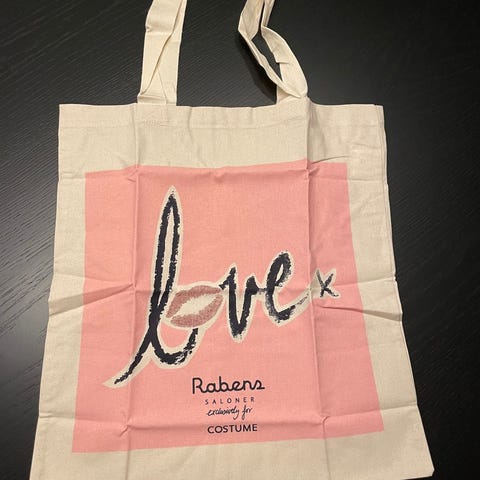 love x
Rabens
SALONER
exclusively for
COSTUME